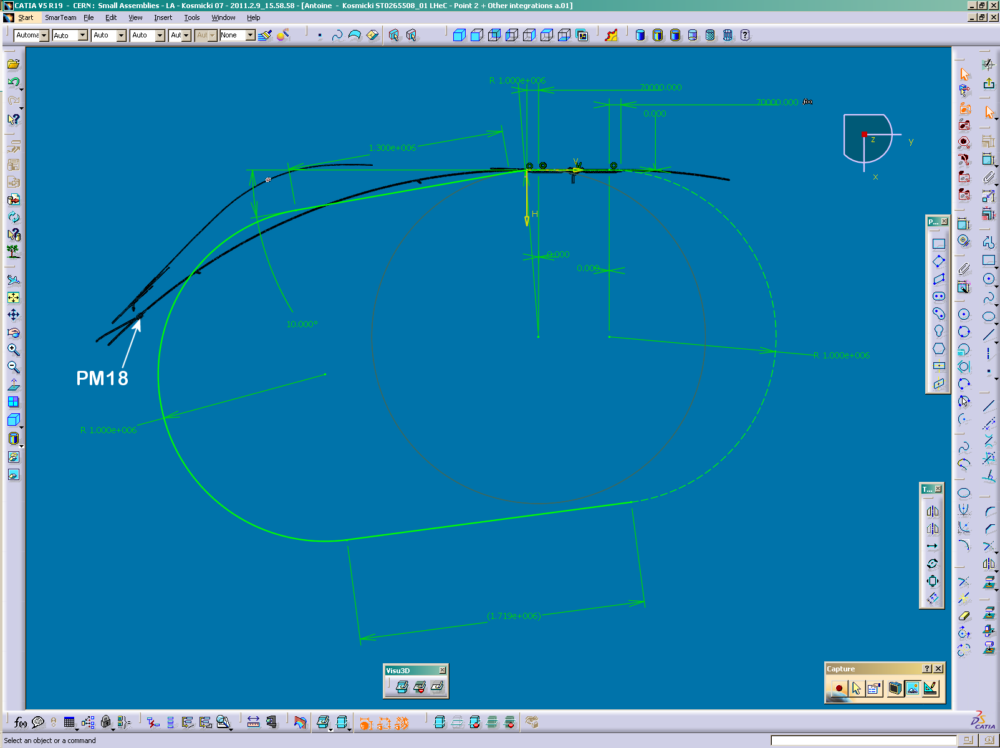 CATIA V5 R19 - CERN : Small Assemblies - LA - Kosmicki 07 - 2011.2.9_15.58.58 - [Antoine - Kosmicki ST0265508_01 LHeC - Point 2 + Other integrations a.01]
Start SmarTeam File Edit View Insert Tools Window Help
Automa Auto Auto Auto Aut Aut None
R 1.000e+006
70000.000
70000.000 f(x)
0.000
1.300e+006
V
H
z
y
x
P...
0.000
0.000
10.000°
R 1.000e+006
PM18
R 1.000e+006
T...
(1.719e+006)
Visu3D
Capture
f(x)
DS CATIA
Select an object or a command